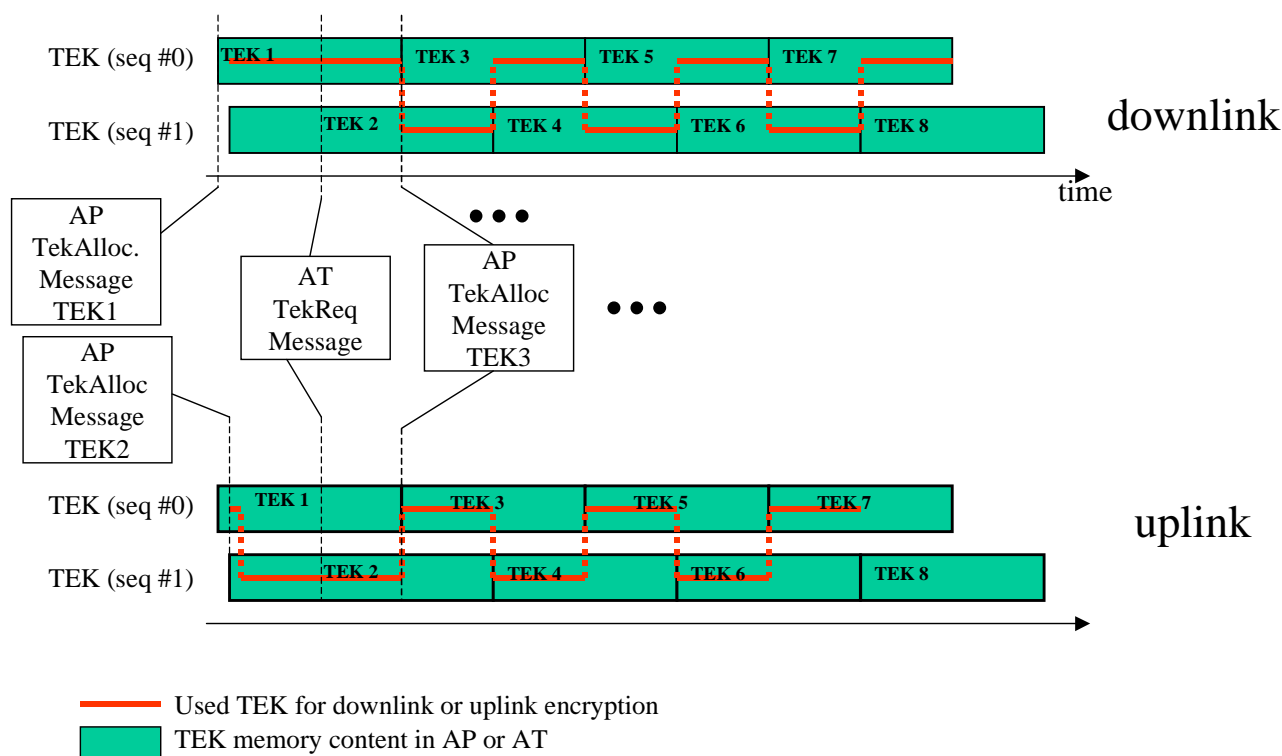 TEK (seq #0)
TEK 1
TEK 3
TEK 5
TEK 7
TEK (seq #1)
TEK 2
TEK 4
TEK 6
TEK 8
downlink
time
AP
TekAlloc.
Message
TEK1
AT
TekReq
Message
AP
TekAlloc
Message
TEK3
AP
TekAlloc
Message
TEK2
TEK (seq #0)
TEK 1
TEK 3
TEK 5
TEK 7
uplink
TEK (seq #1)
TEK 2
TEK 4
TEK 6
TEK 8
Used TEK for downlink or uplink encryption
TEK memory content in AP or AT